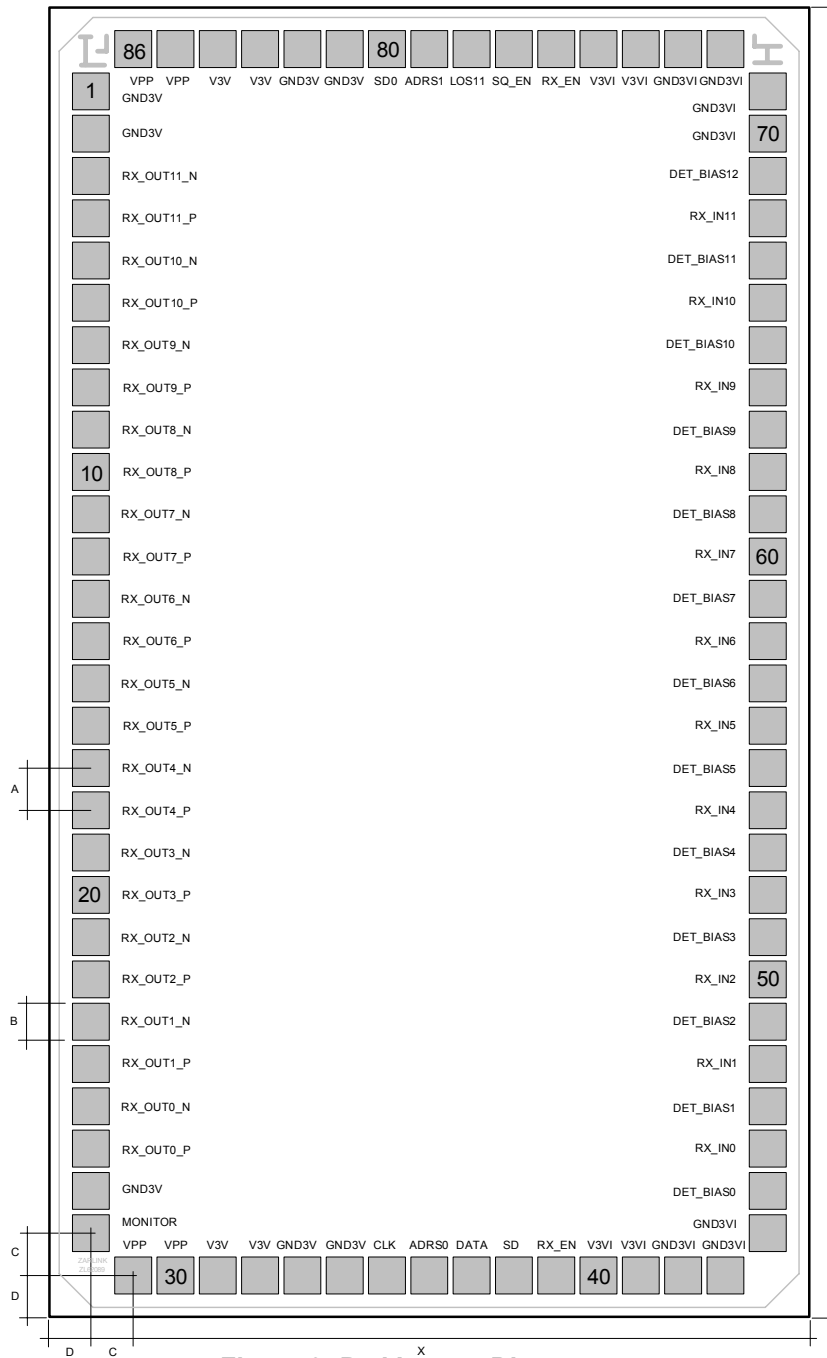 86
80
VPP VPP V3V V3V GND3V GND3V SD0 ADRS1 LOS11 SQ_EN RX_EN V3VI V3VI GND3VI GND3VI
1 GND3V GND3VI
GND3V GND3VI 70
RX_OUT11_N DET_BIAS12
RX_OUT11_P RX_IN11
RX_OUT10_N DET_BIAS11
RX_OUT10_P RX_IN10
RX_OUT9_N DET_BIAS10
RX_OUT9_P RX_IN9
RX_OUT8_N DET_BIAS9
10 RX_OUT8_P RX_IN8
RX_OUT7_N DET_BIAS8
RX_OUT7_P RX_IN7 60
RX_OUT6_N DET_BIAS7
RX_OUT6_P RX_IN6
RX_OUT5_N DET_BIAS6
RX_OUT5_P RX_IN5
RX_OUT4_N DET_BIAS5
A
RX_OUT4_P RX_IN4
RX_OUT3_N DET_BIAS4
20 RX_OUT3_P RX_IN3
RX_OUT2_N DET_BIAS3
RX_OUT2_P RX_IN2 50
B RX_OUT1_N DET_BIAS2
RX_OUT1_P RX_IN1
RX_OUT0_N DET_BIAS1
RX_OUT0_P RX_IN0
GND3V DET_BIAS0
MONITOR GND3VI
VPP VPP V3V V3V GND3V GND3V CLK ADRS0 DATA SD RX_EN V3VI V3VI GND3VI GND3VI
C
30 40
D
D C X